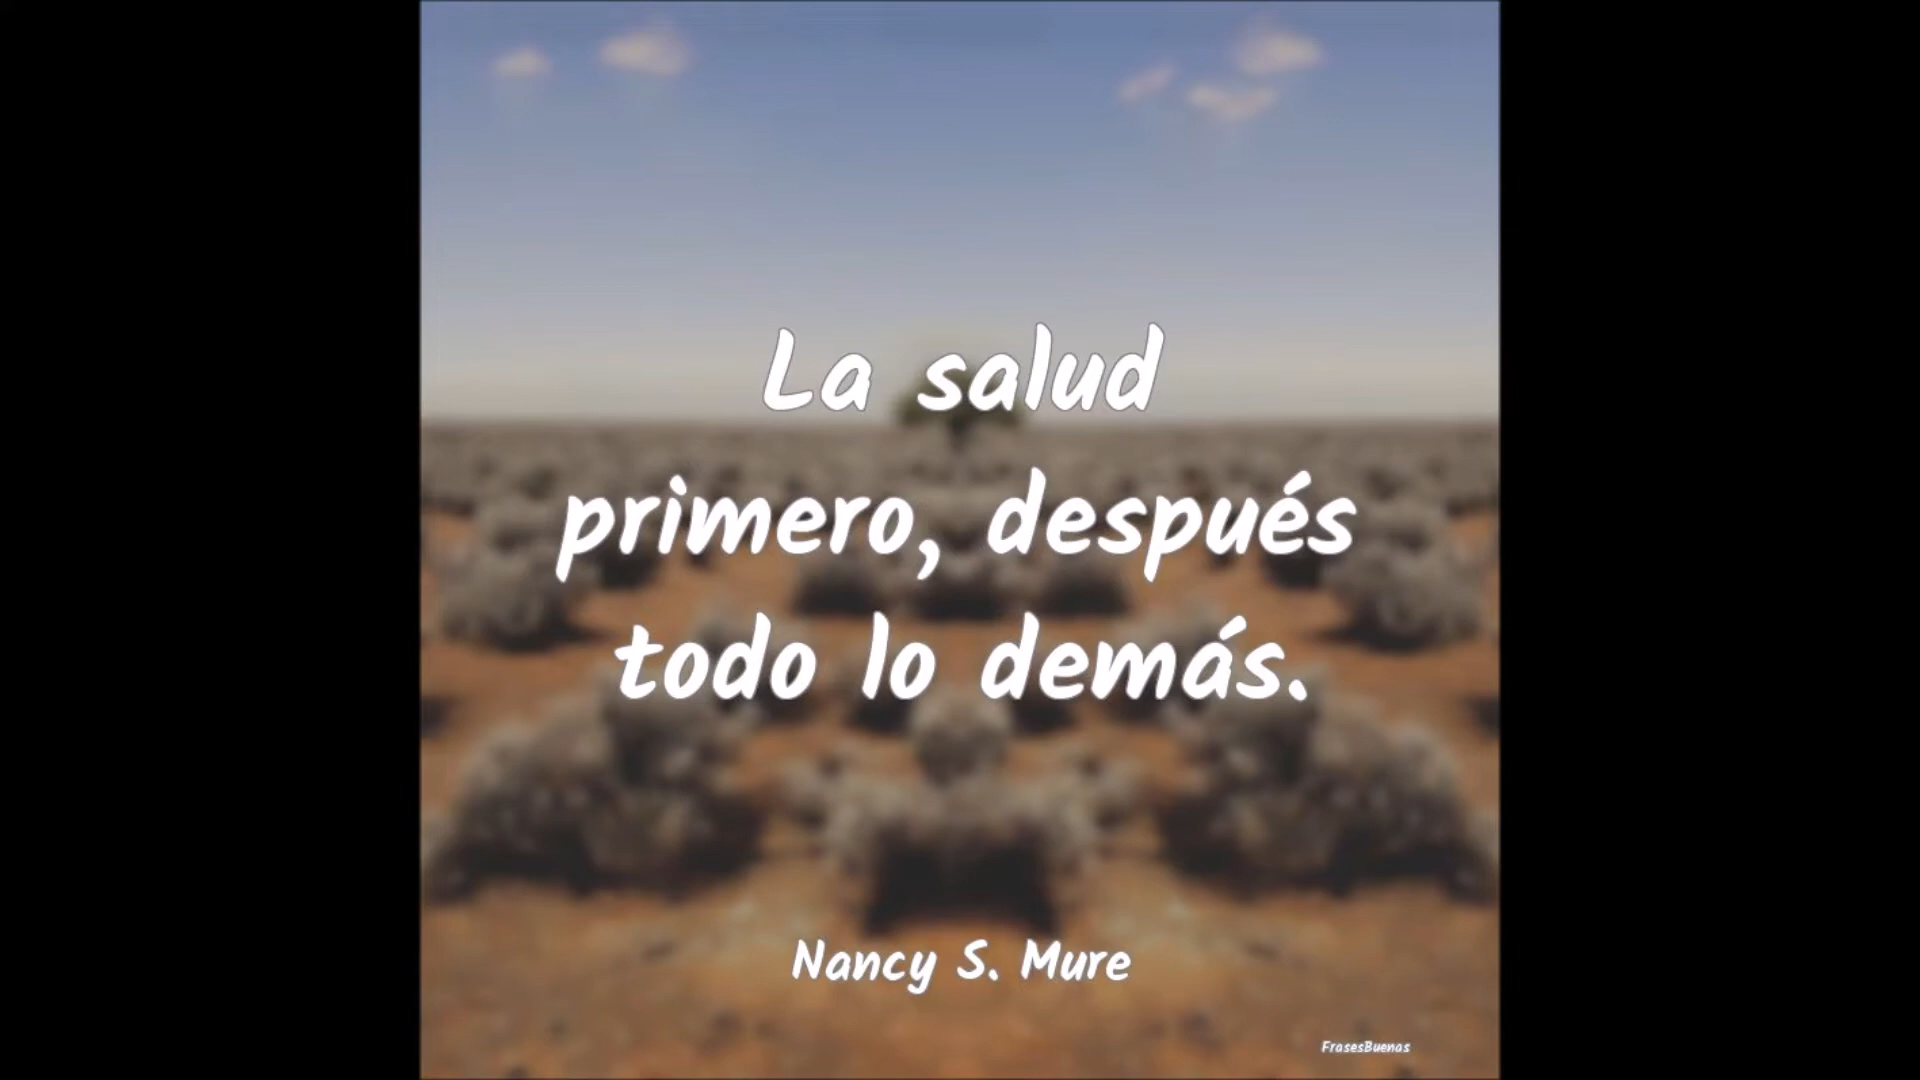 La salud
primero, después
todo lo demás.
Nancy S. Mure
FrasesBuenas